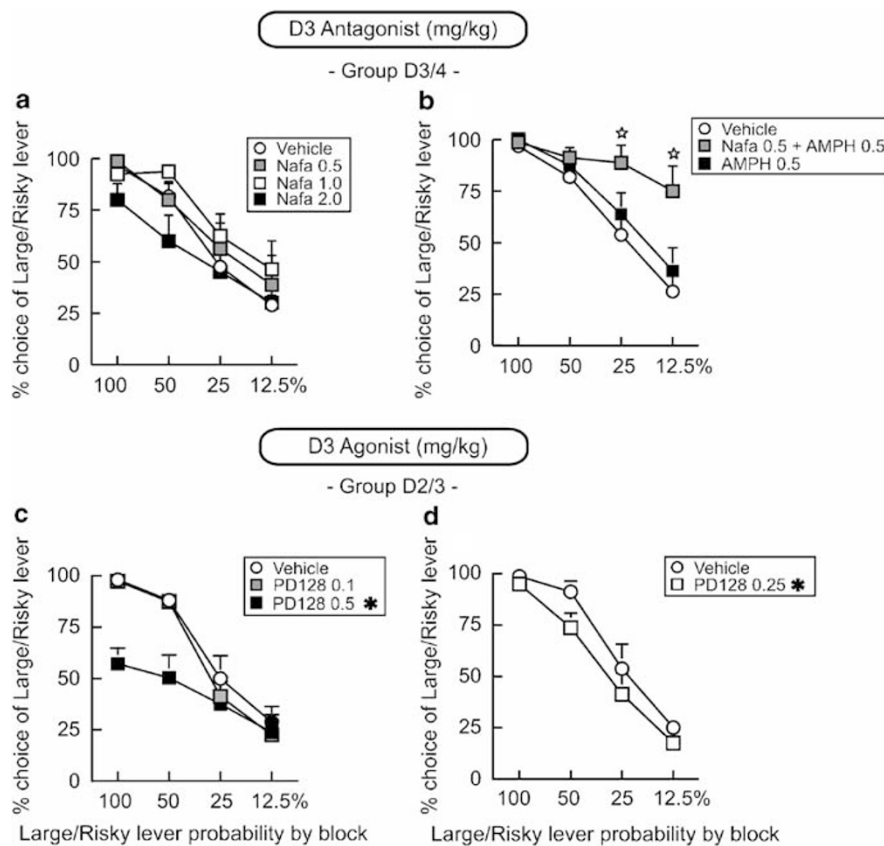 D3 Antagonist (mg/kg)
- Group D3/4 -
a
% choice of Large/Risky lever
100
75
50
25
0
100 50 25 12.5%
Vehicle
Nafa 0.5
Nafa 1.0
Nafa 2.0
b
% choice of Large/Risky lever
100
75
50
25
0
100 50 25 12.5%
☆
☆
Vehicle
Nafa 0.5 + AMPH 0.5
AMPH 0.5
D3 Agonist (mg/kg)
- Group D2/3 -
c
% choice of Large/Risky lever
100
75
50
25
0
100 50 25 12.5%
Large/Risky lever probability by block
Vehicle
PD128 0.1
PD128 0.5 ✱
d
% choice of Large/Risky lever
100
75
50
25
0
100 50 25 12.5%
Large/Risky lever probability by block
Vehicle
PD128 0.25 ✱